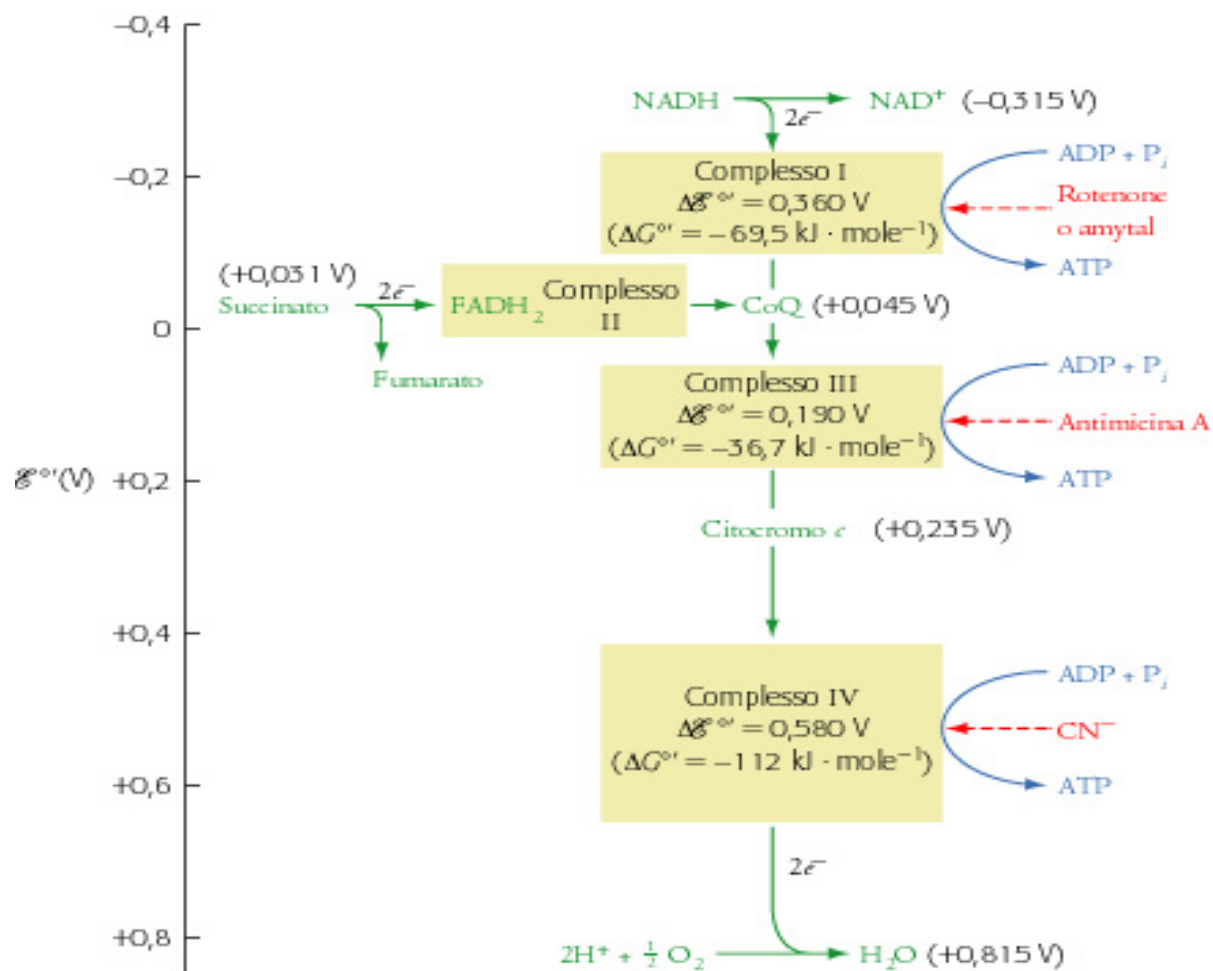 −0,4
NADH NAD⁺ (−0,315 V)
2e⁻
−0,2
Complesso I
Δℰ°′ = 0,360 V
(ΔG°′ = −69,5 kJ · mole⁻¹)
ADP + Pᵢ
Rotenone
o amytal
ATP
(+0,031 V)
Succinato
2e⁻
FADH₂
Complesso
II
CoQ (+0,045 V)
0
Fumarato
Complesso III
Δℰ°′ = 0,190 V
(ΔG°′ = −36,7 kJ · mole⁻¹)
ADP + Pᵢ
Antimicina A
ATP
ℰ°′(V) +0,2
Citocromo c (+0,235 V)
+0,4
Complesso IV
Δℰ°′ = 0,580 V
(ΔG°′ = −112 kJ · mole⁻¹)
ADP + Pᵢ
CN⁻
ATP
+0,6
2e⁻
+0,8
2H⁺ + ½ O₂ H₂O (+0,815 V)